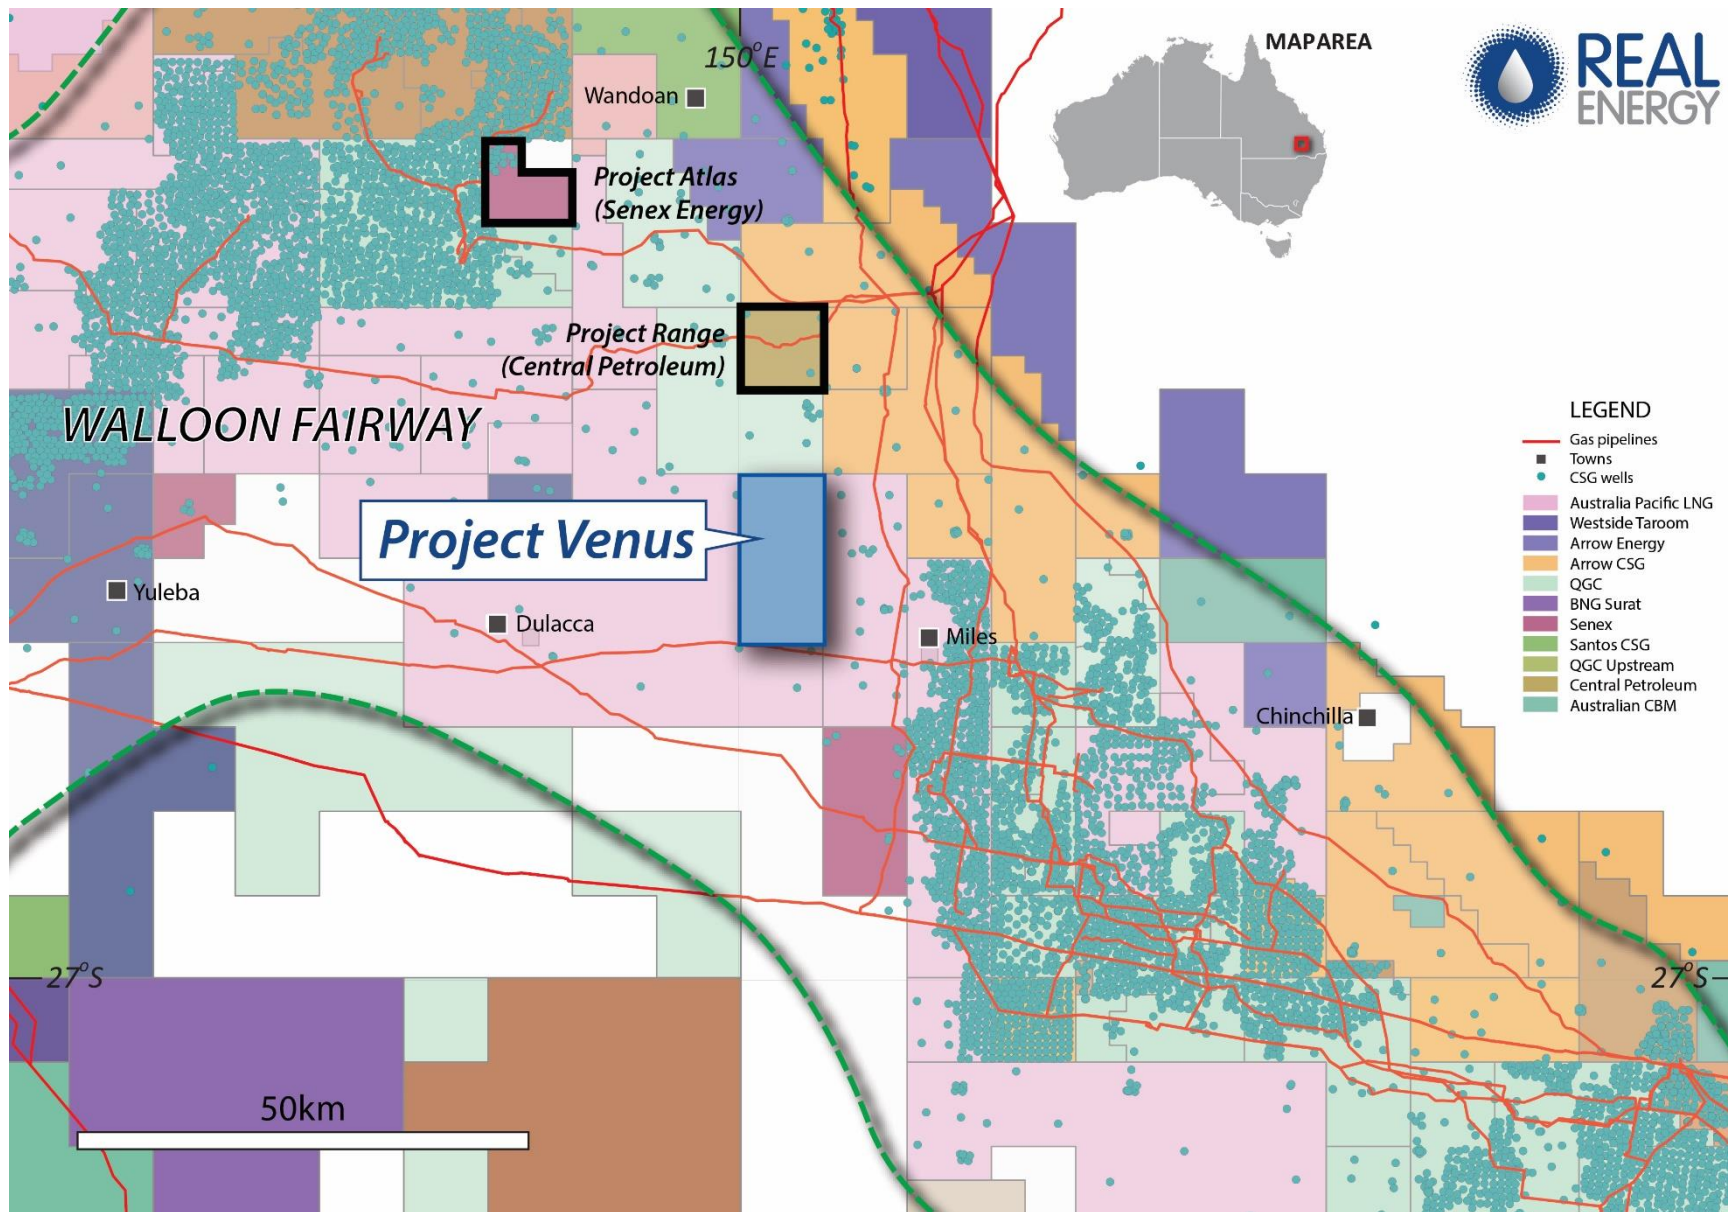 150°E
MAPAREA
REAL
ENERGY
Wandoan
Project Atlas
(Senex Energy)
Project Range
(Central Petroleum)
WALLOON FAIRWAY
Project Venus
Yuleba
Dulacca
Miles
Chinchilla
LEGEND
Gas pipelines
Towns
CSG wells
Australia Pacific LNG
Westside Taroom
Arrow Energy
Arrow CSG
QGC
BNG Surat
Senex
Santos CSG
QGC Upstream
Central Petroleum
Australian CBM
27°S
27°S
50km